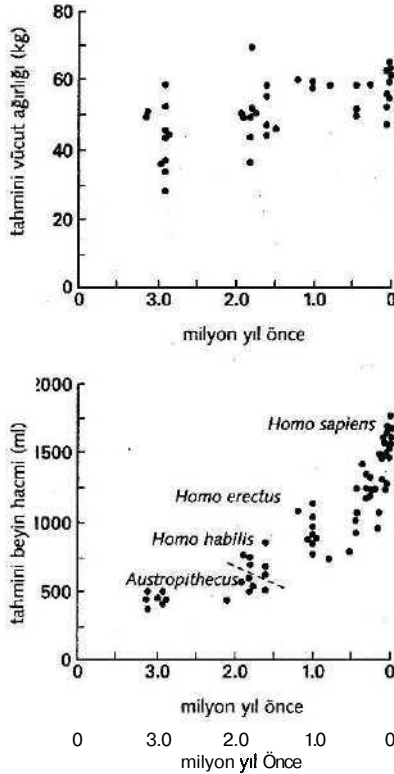 tahmini vücut ağırlığı (kg)
80
60
40
20
0
0 3.0 2.0 1.0 0
milyon yıl önce
tahmini beyin hacmi (ml)
2000
1500
1000
500
0
Homo sapiens
Homo erectus
Homo habilis
Austropithecus
0 3.0 2.0 1.0 0
milyon yıl önce
0 3.0 2.0 1.0 0
milyon yıl Önce